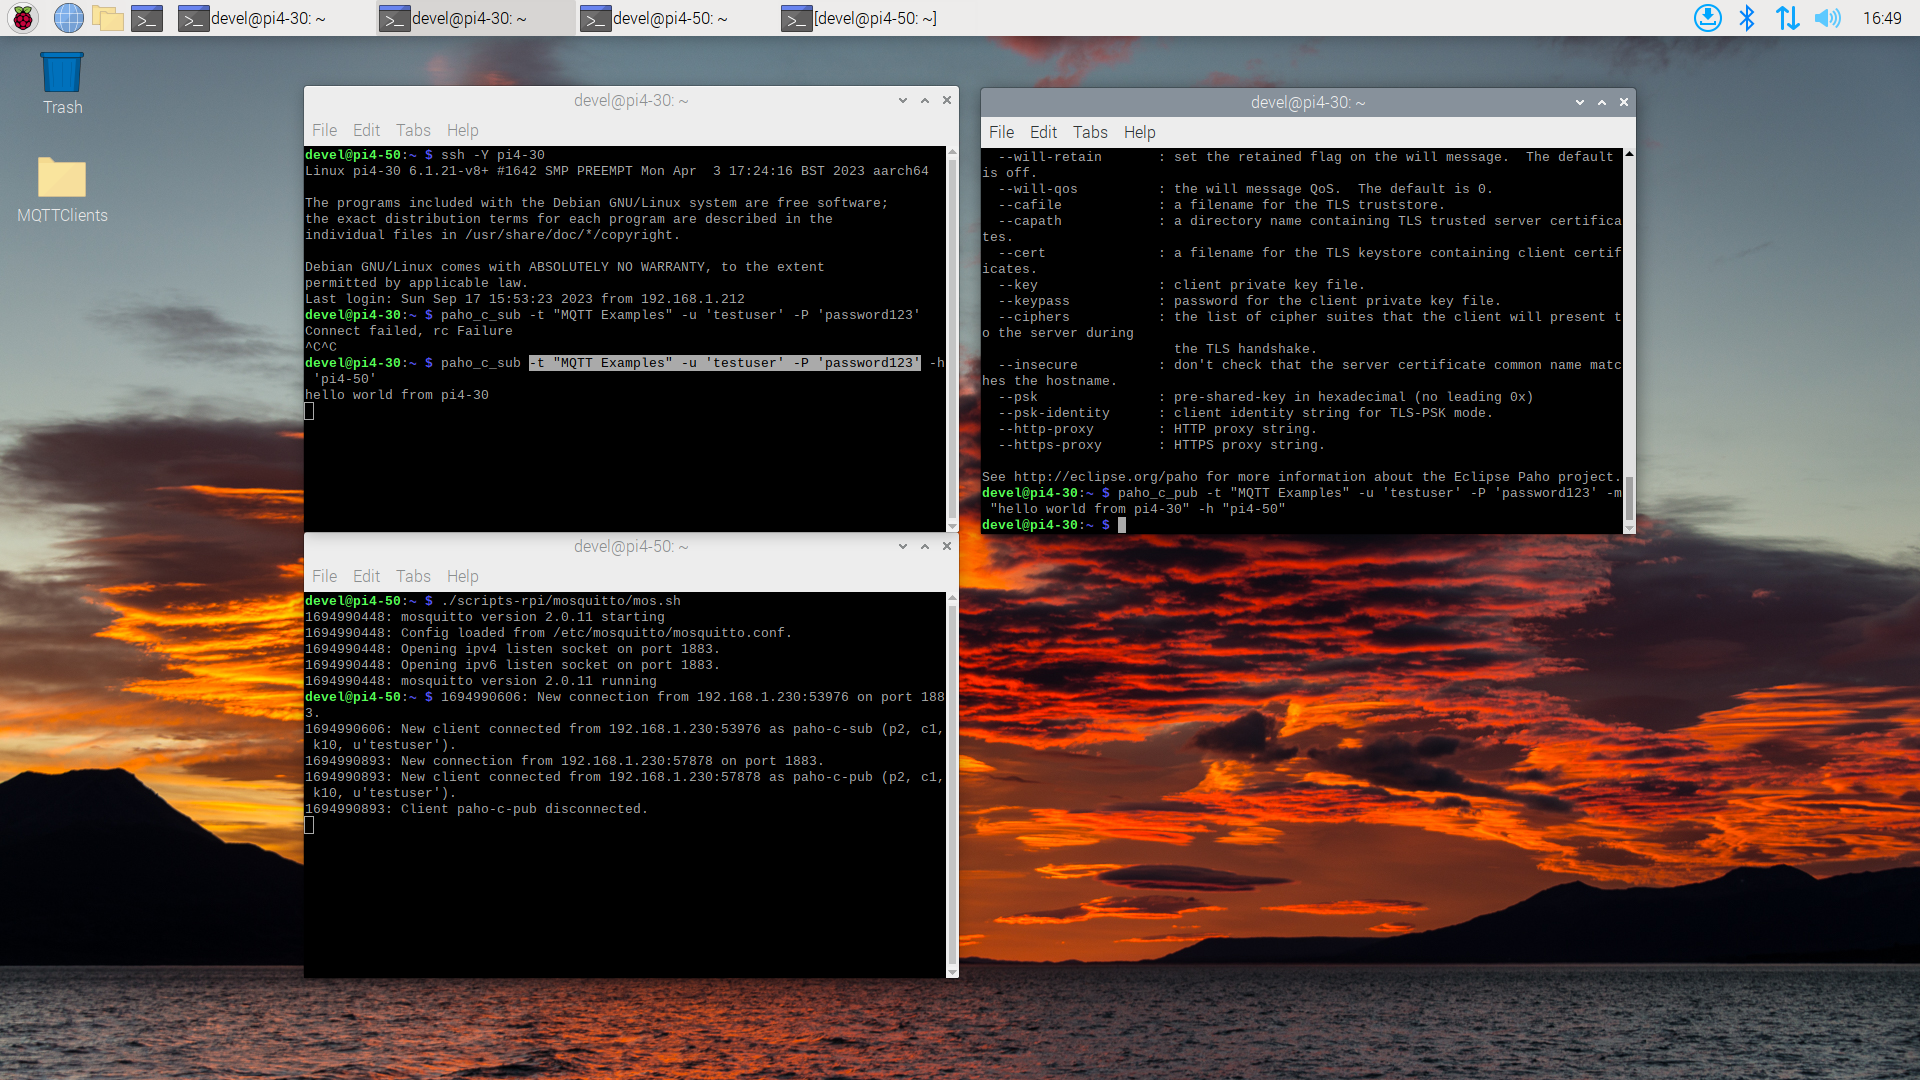 devel@pi4-30: ~
devel@pi4-30: ~
devel@pi4-50: ~
[devel@pi4-50: ~]
16:49
Trash
MQTTClients
devel@pi4-30: ~
File Edit Tabs Help
devel@pi4-50:~ $ ssh -Y pi4-30
Linux pi4-30 6.1.21-v8+ #1642 SMP PREEMPT Mon Apr  3 17:24:16 BST 2023 aarch64
The programs included with the Debian GNU/Linux system are free software;
the exact distribution terms for each program are described in the
individual files in /usr/share/doc/*/copyright.
Debian GNU/Linux comes with ABSOLUTELY NO WARRANTY, to the extent
permitted by applicable law.
Last login: Sun Sep 17 15:53:23 2023 from 192.168.1.212
devel@pi4-30:~ $ paho_c_sub -t "MQTT Examples" -u 'testuser' -P 'password123'
Connect failed, rc Failure
^C^C
devel@pi4-30:~ $ paho_c_sub -t "MQTT Examples" -u 'testuser' -P 'password123' -h
 'pi4-50'
hello world from pi4-30
devel@pi4-30: ~
File Edit Tabs Help
  --will-retain       : set the retained flag on the will message.  The default
is off.
  --will-qos          : the will message QoS.  The default is 0.
  --cafile            : a filename for the TLS truststore.
  --capath            : a directory name containing TLS trusted server certifica
tes.
  --cert              : a filename for the TLS keystore containing client certif
icates.
  --key               : client private key file.
  --keypass           : password for the client private key file.
  --ciphers           : the list of cipher suites that the client will present t
o the server during
                        the TLS handshake.
  --insecure          : don't check that the server certificate common name matc
hes the hostname.
  --psk               : pre-shared-key in hexadecimal (no leading 0x)
  --psk-identity      : client identity string for TLS-PSK mode.
  --http-proxy        : HTTP proxy string.
  --https-proxy       : HTTPS proxy string.
See http://eclipse.org/paho for more information about the Eclipse Paho project.
devel@pi4-30:~ $ paho_c_pub -t "MQTT Examples" -u 'testuser' -P 'password123' -m
 "hello world from pi4-30" -h "pi4-50"
devel@pi4-30:~ $
devel@pi4-50: ~
File Edit Tabs Help
devel@pi4-50:~ $ ./scripts-rpi/mosquitto/mos.sh
1694990448: mosquitto version 2.0.11 starting
1694990448: Config loaded from /etc/mosquitto/mosquitto.conf.
1694990448: Opening ipv4 listen socket on port 1883.
1694990448: Opening ipv6 listen socket on port 1883.
1694990448: mosquitto version 2.0.11 running
devel@pi4-50:~ $ 1694990606: New connection from 192.168.1.230:53976 on port 188
3.
1694990606: New client connected from 192.168.1.230:53976 as paho-c-sub (p2, c1,
 k10, u'testuser').
1694990893: New connection from 192.168.1.230:57878 on port 1883.
1694990893: New client connected from 192.168.1.230:57878 as paho-c-pub (p2, c1,
 k10, u'testuser').
1694990893: Client paho-c-pub disconnected.